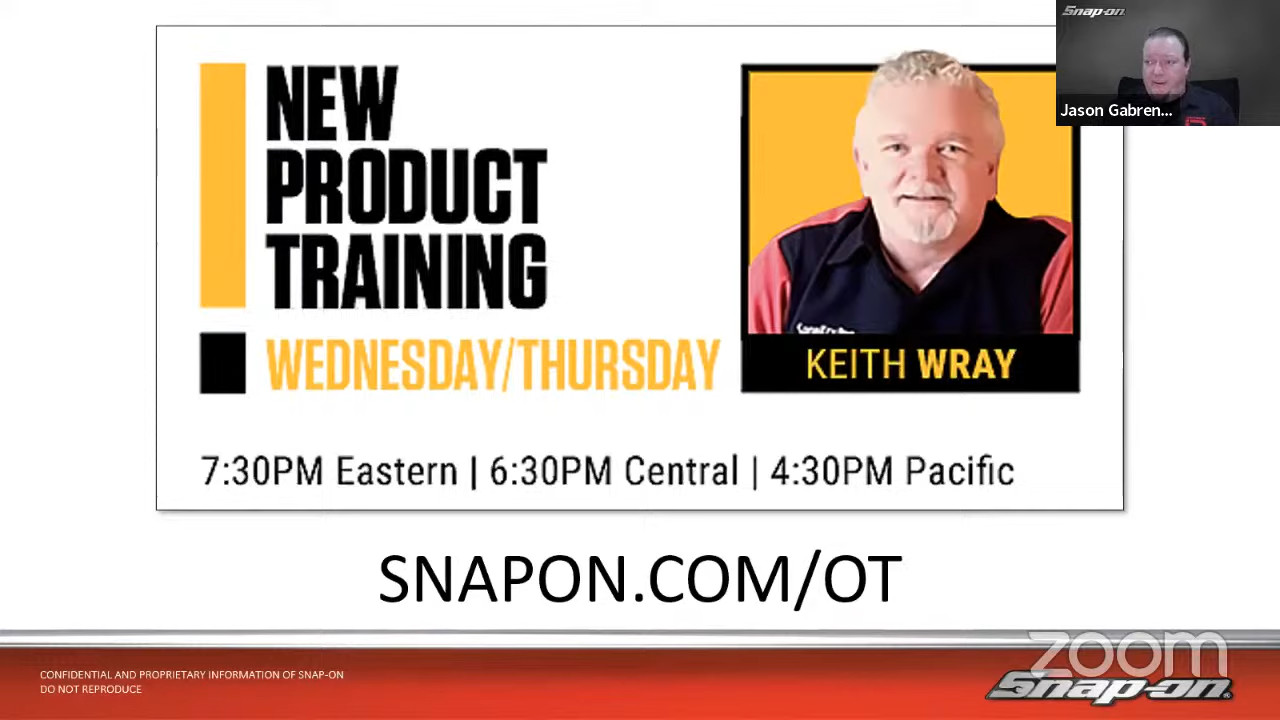 Snap-on
Jason Gabren...
NEW
PRODUCT
TRAINING
WEDNESDAY/THURSDAY
KEITH WRAY
7:30PM Eastern | 6:30PM Central | 4:30PM Pacific
SNAPON.COM/OT
CONFIDENTIAL AND PROPRIETARY INFORMATION OF SNAP-ON
DO NOT REPRODUCE
zoom
Snap-on